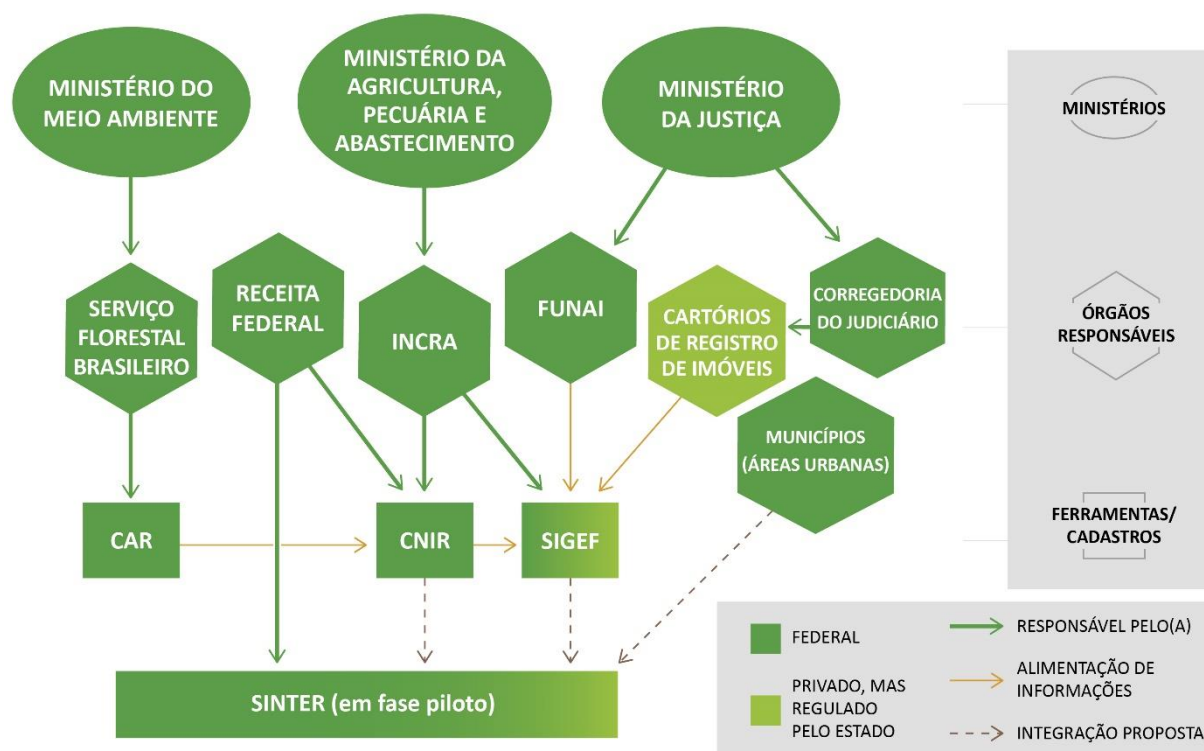 MINISTÉRIO DO
MEIO AMBIENTE
MINISTÉRIO DA
AGRICULTURA,
PECUÁRIA E
ABASTECIMENTO
MINISTÉRIO
DA JUSTIÇA
MINISTÉRIOS
SERVIÇO
FLORESTAL
BRASILEIRO
RECEITA
FEDERAL
INCRA
FUNAI
CARTÓRIOS
DE REGISTRO
DE IMÓVEIS
CORREGEDORIA
DO JUDICIÁRIO
ÓRGÃOS
RESPONSÁVEIS
MUNICÍPIOS
(ÁREAS URBANAS)
CAR
CNIR
SIGEF
FERRAMENTAS/
CADASTROS
SINTER (em fase piloto)
FEDERAL
PRIVADO, MAS
REGULADO
PELO ESTADO
RESPONSÁVEL PELO(A)
ALIMENTAÇÃO DE
INFORMAÇÕES
INTEGRAÇÃO PROPOSTA